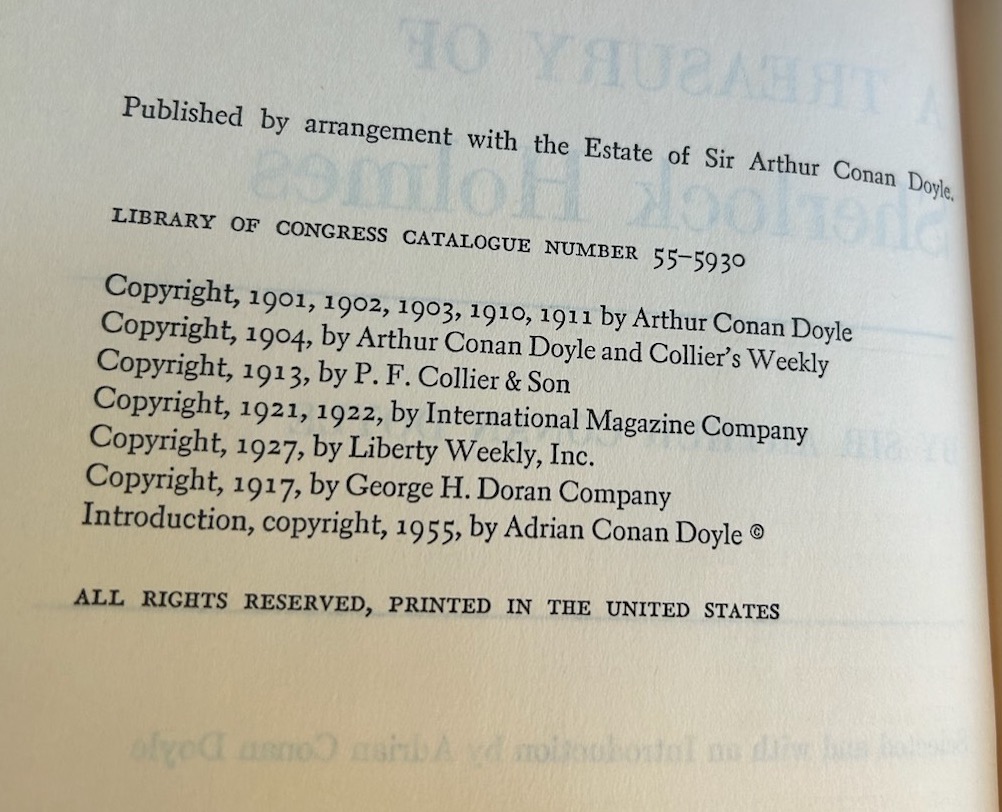 Published by arrangement with the Estate of Sir Arthur Conan Doyle.
LIBRARY OF CONGRESS CATALOGUE NUMBER 55-5930
Copyright, 1901, 1902, 1903, 1910, 1911 by Arthur Conan Doyle
Copyright, 1904, by Arthur Conan Doyle and Collier's Weekly
Copyright, 1913, by P. F. Collier & Son
Copyright, 1921, 1922, by International Magazine Company
Copyright, 1927, by Liberty Weekly, Inc.
Copyright, 1917, by George H. Doran Company
Introduction, copyright, 1955, by Adrian Conan Doyle ©
ALL RIGHTS RESERVED, PRINTED IN THE UNITED STATES